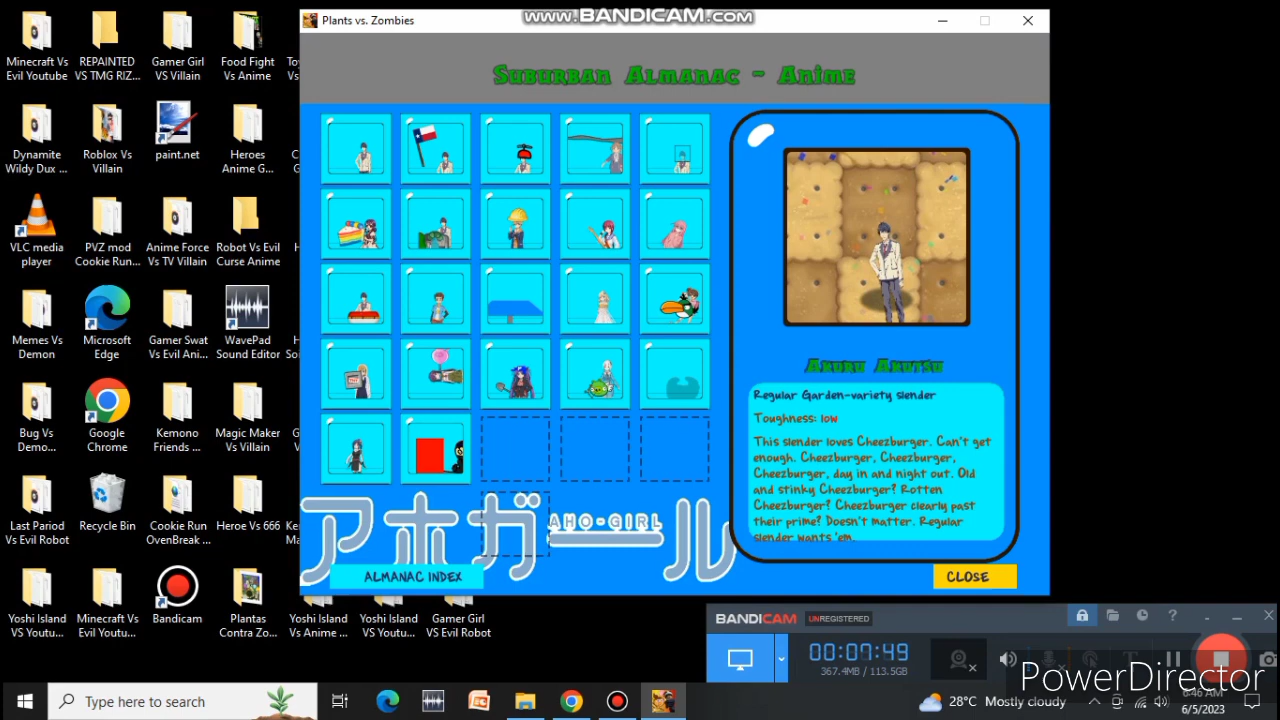 WWW.BANDICAM.COM
Plants vs. Zombies
Suburban Almanac - Anime
Akuru Akutsu
Regular Garden-variety slender
Toughness: low
This slender loves Cheezburger. Can't get
enough. Cheezburger, Cheezburger,
Cheezburger, day in and night out. Old
and stinky Cheezburger? Rotten
Cheezburger? Cheezburger clearly past
their prime? Doesn't matter. Regular
slender wants 'em.
アホガール
AHO-GIRL
ALMANAC INDEX
CLOSE
Minecraft Vs
Evil Youtube
REPAINTED
VS TMG RIZ...
Gamer Girl
VS Villain
Food Fight
Vs Anime
Dynamite
Wildy Dux ...
Roblox Vs
Villain
paint.net
Heroes
Anime G...
VLC media
player
PVZ mod
Cookie Run...
Anime Force
Vs TV Villain
Robot Vs Evil
Curse Anime
Memes Vs
Demon
Microsoft
Edge
Gamer Swat
Vs Evil Ani...
WavePad
Sound Editor
Bug Vs
Demo...
Google
Chrome
Kemono
Friends ...
Magic Maker
Vs Villain
Last Pariod
Vs Evil Robot
Recycle Bin
Cookie Run
OvenBreak ...
Heroe Vs 666
Yoshi Island
VS Youtu...
Minecraft Vs
Evil Youtu...
Bandicam
Plantas
Contra Zo...
Yoshi Island
Vs Anime ...
Yoshi Island
VS Youtu...
Gamer Girl
VS Evil Robot
BANDICAM
UNREGISTERED
00:07:49
367.4MB / 113.5GB
PowerDirector
Type here to search
28°C Mostly cloudy
6:46 AM
6/5/2023